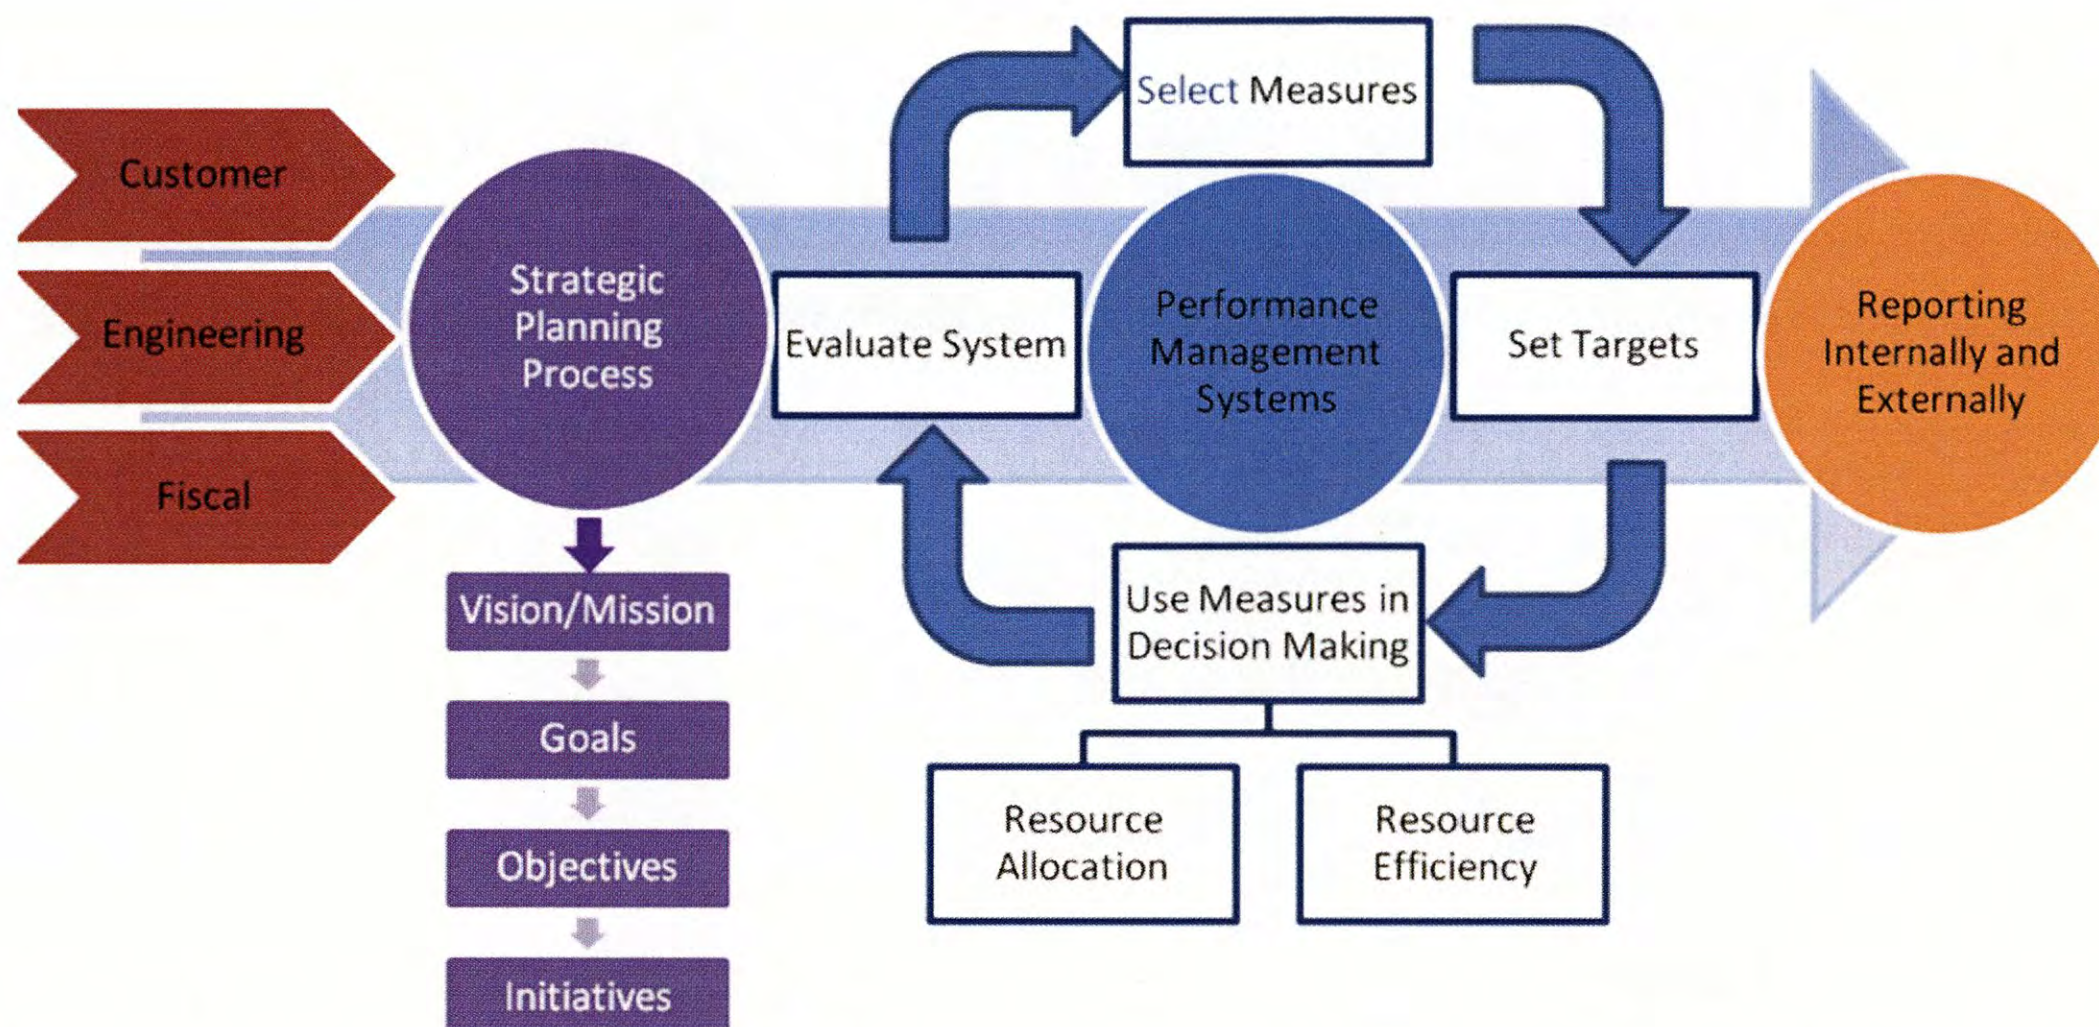 Customer
Engineering
Fiscal
Strategic
Planning
Process
Vision/Mission
Goals
Objectives
Initiatives
Evaluate System
Select Measures
Performance
Management
Systems
Set Targets
Use Measures in
Decision Making
Resource
Allocation
Resource
Efficiency
Reporting
Internally and
Externally